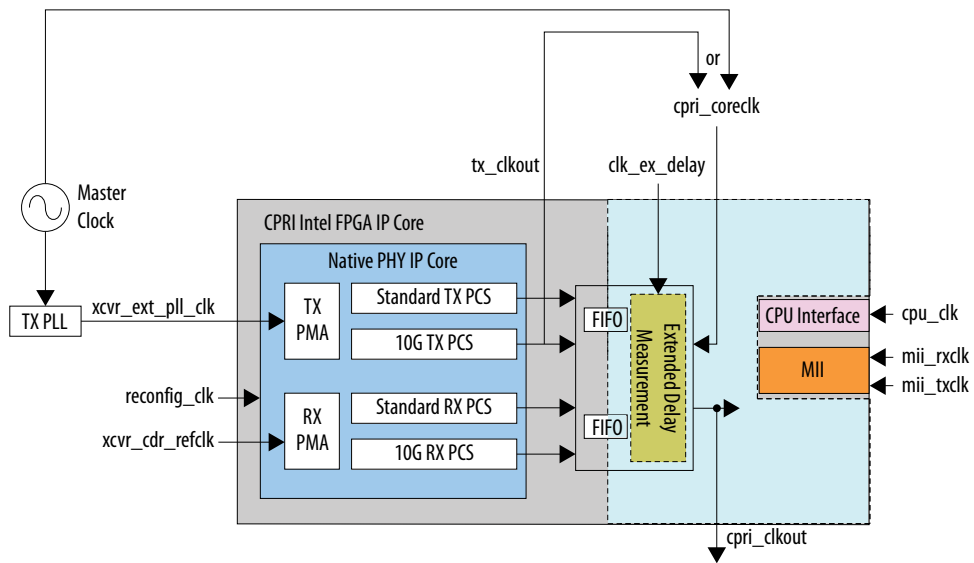 or
cpri_coreclk
tx_clkout
clk_ex_delay
Master
Clock
CPRI Intel FPGA IP Core
Native PHY IP Core
TX PLL
xcvr_ext_pll_clk
TX
PMA
Standard TX PCS
10G TX PCS
FIFO
Extended Delay
Measurement
CPU Interface
cpu_clk
MII
mii_rxclk
mii_txclk
reconfig_clk
xcvr_cdr_refclk
RX
PMA
Standard RX PCS
10G RX PCS
FIFO
cpri_clkout